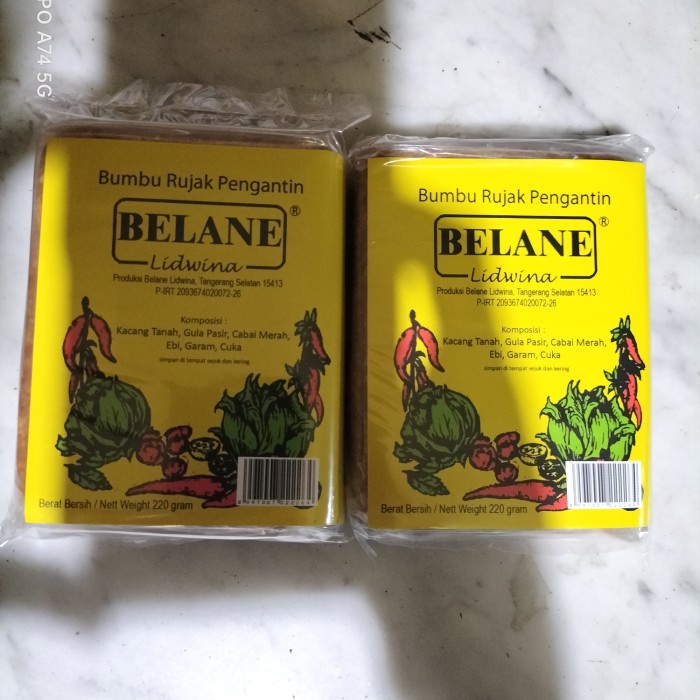 PO A74 5G
Bumbu Rujak Pengantin
BELANE ®
Lidwina
Produksi Belane Lidwina, Tangerang Selatan 15413
P-IRT 2093674020072-26
Komposisi :
Kacang Tanah, Gula Pasir, Cabai Merah,
Ebi, Garam, Cuka
simpan di tempat sejuk dan kering
Berat Bersih / Nett Weight 220 gram
Bumbu Rujak Pengantin
BELANE ®
Lidwina
Produksi Belane Lidwina, Tangerang Selatan 15413
P-IRT 2093674020072-26
Komposisi :
Kacang Tanah, Gula Pasir, Cabai Merah,
Ebi, Garam, Cuka
simpan di tempat sejuk dan kering
Berat Bersih / Nett Weight 220 gram